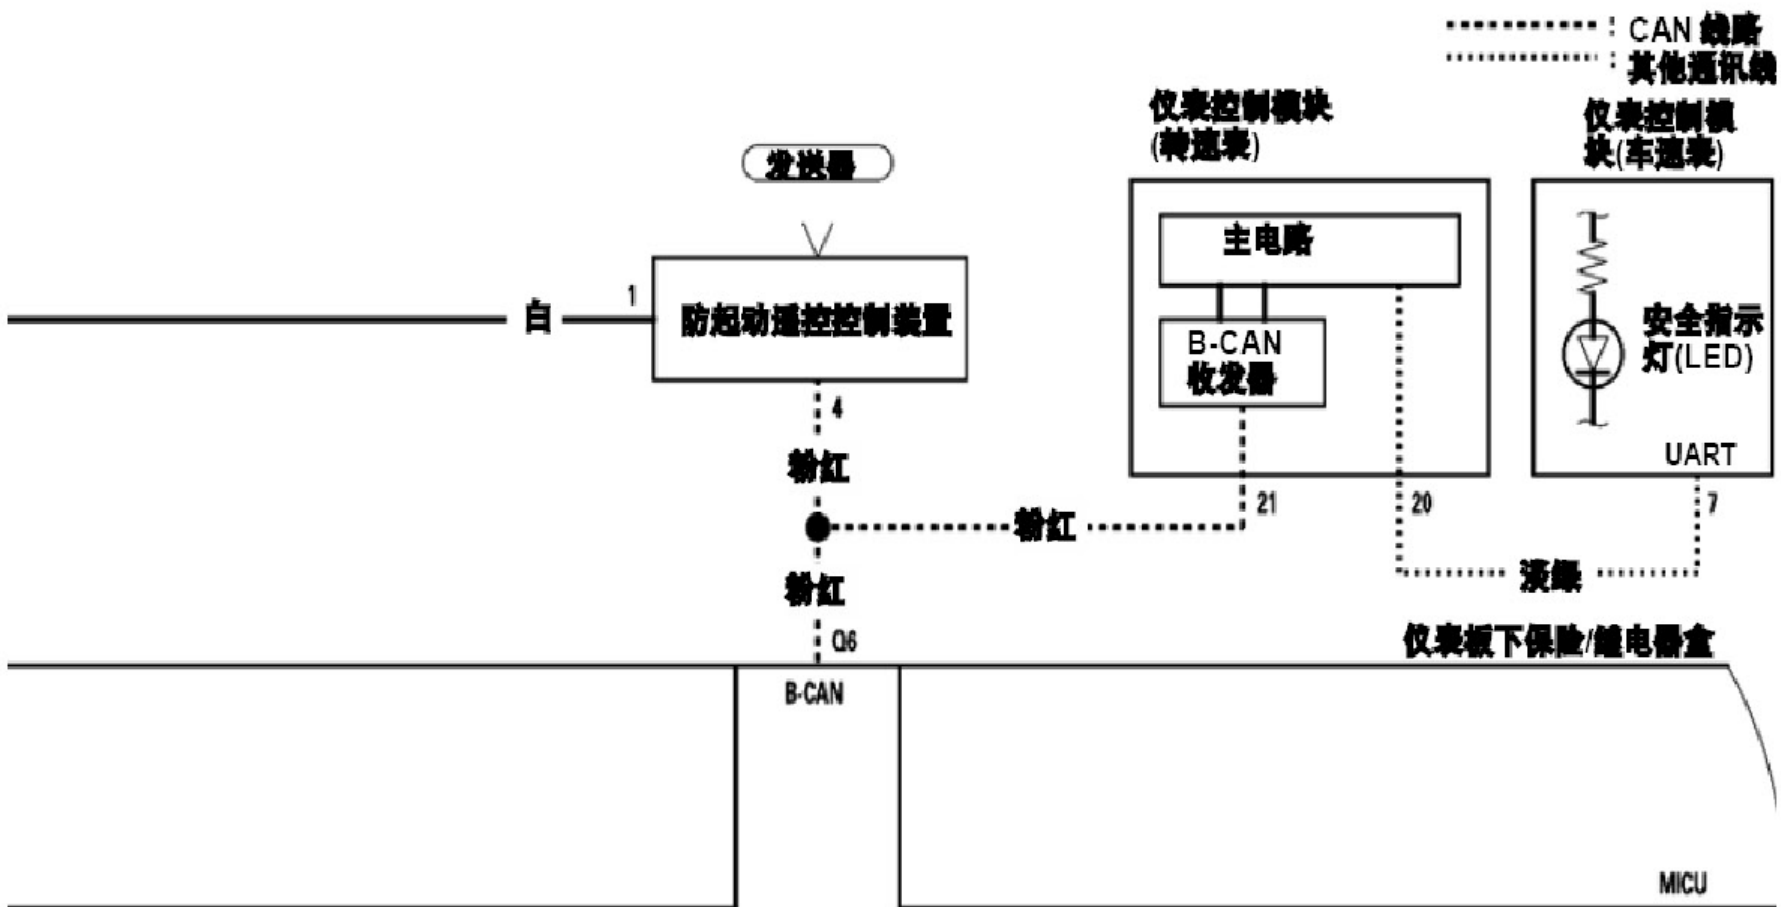 CAN 线路
其他通讯线
仪表控制模块
(转速表)
仪表控制模
块(车速表)
发送器
主电路
1
白
防起动遥控控制装置
B-CAN
收发器
安全指示
灯(LED)
4
UART
粉红
21
20
7
粉红
淡绿
粉红
Q6
仪表板下保险/继电器盒
B-CAN
MICU